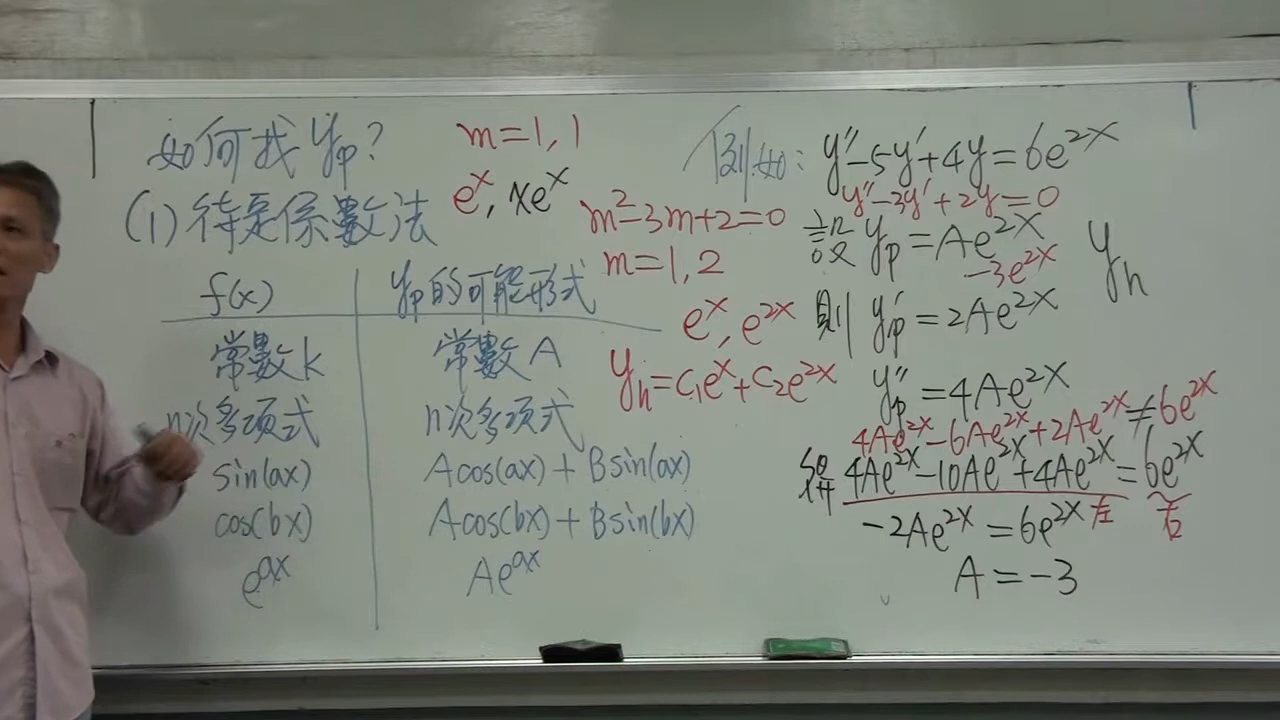 如何找 yp?
(1) 待定係數法
f(x) yp的可能形式
常數 k 常數 A
n次多項式 n次多項式
sin(ax) Acos(ax) + Bsin(ax)
cos(bx) Acos(bx) + Bsin(bx)
e^ax Ae^ax
m=1,1
e^x, xe^x
m²-3m+2=0
m=1,2
e^x, e^2x
yh=c₁e^x+c₂e^2x
例如: y''-5y'+4y=6e^2x
y''-3y'+2y=0
設 yp=Ae^2x
-3e^2x
yh
則 yp'=2Ae^2x
yp''=4Ae^2x
4Ae^2x-6Ae^2x+2Ae^2x≠6e^2x
得 4Ae^2x-10Ae^2x+4Ae^2x=6e^2x
左 右
-2Ae^2x=6e^2x
A=-3